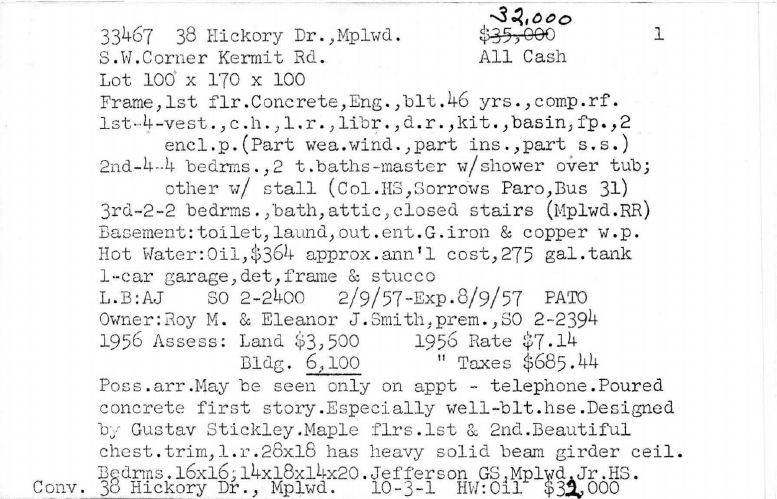 32,000
33467 38 Hickory Dr.,Mplwd. $35,000 1
S.W.Corner Kermit Rd. All Cash
Lot 100 x 170 x 100
Frame,1st flr.Concrete,Eng.,blt.46 yrs.,comp.rf.
1st-4-vest.,c.h.,l.r.,libr.,d.r.,kit.,basin,fp.,2
encl.p.(Part wea.wind.,part ins.,part s.s.)
2nd-4-4 bedrms.,2 t.baths-master w/shower over tub;
other w/ stall (Col.HS,Sorrows Paro,Bus 31)
3rd-2-2 bedrms.,bath,attic,closed stairs (Mplwd.RR)
Basement:toilet,laund,out.ent.G.iron & copper w.p.
Hot Water:Oil,$364 approx.ann'l cost,275 gal.tank
1-car garage,det,frame & stucco
L.B:AJ SO 2-2400 2/9/57-Exp.8/9/57 PATO
Owner:Roy M. & Eleanor J.Smith,prem.,SO 2-2394
1956 Assess: Land $3,500 1956 Rate $7.14
Bldg. 6,100 " Taxes $685.44
Poss.arr.May be seen only on appt - telephone.Poured
concrete first story.Especially well-blt.hse.Designed
by Gustav Stickley.Maple flrs.1st & 2nd.Beautiful
chest.trim,l.r.28x18 has heavy solid beam girder ceil.
Bedrms.16x16;14x18x14x20.Jefferson GS,Mplwd.Jr.HS.
Conv. 38 Hickory Dr., Mplwd. 10-3-1 HW:Oil $32,000